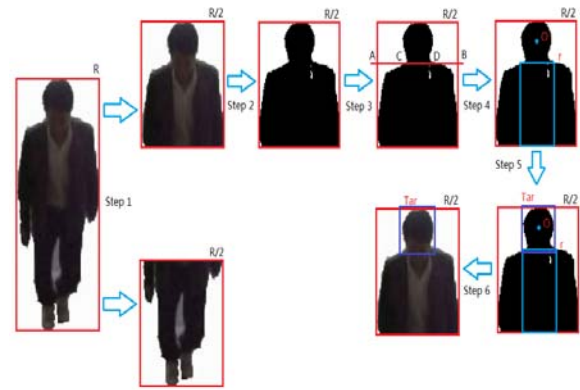 R
Step 1
R/2
R/2
Step 2
R/2
Step 3
R/2
A C D B
Step 4
R/2
O
r
Step 5
Tar R/2
O
r
Step 6
Tar R/2